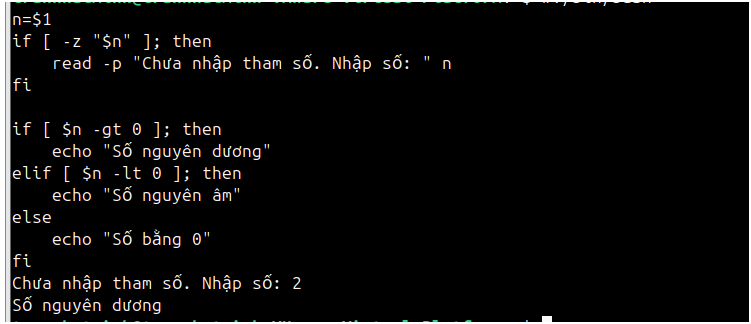 n=$1
if [ -z "$n" ]; then
    read -p "Chưa nhập tham số. Nhập số: " n
fi

if [ $n -gt 0 ]; then
    echo "Số nguyên dương"
elif [ $n -lt 0 ]; then
    echo "Số nguyên âm"
else
    echo "Số bằng 0"
fi
Chưa nhập tham số. Nhập số: 2
Số nguyên dương